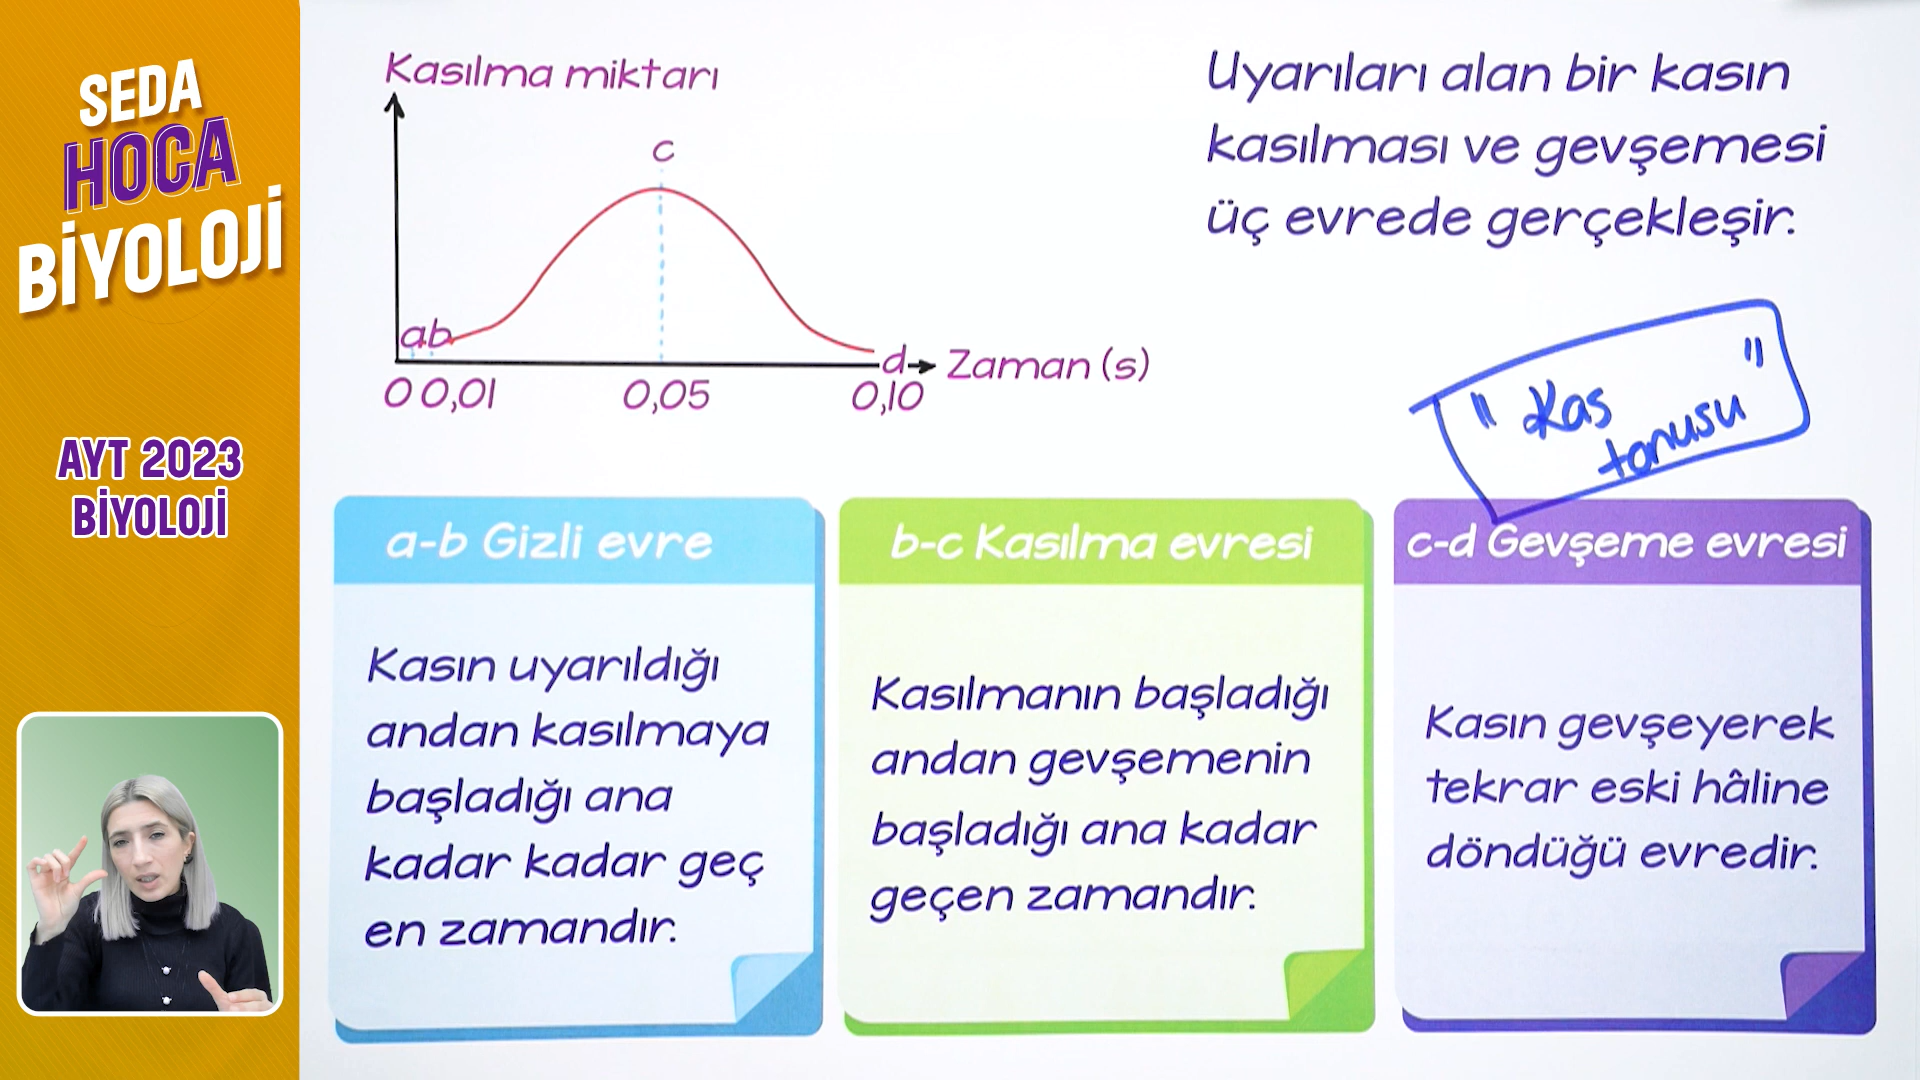 SEDA
HOCA
BİYOLOJİ
AYT 2023
BİYOLOJİ
Kasılma miktarı
c
ab
d
Zaman (s)
0 0,01
0,05
0,10
Uyarıları alan bir kasın
kasılması ve gevşemesi
üç evrede gerçekleşir.
" Kas
tonusu "
a-b Gizli evre
Kasın uyarıldığı
andan kasılmaya
başladığı ana
kadar kadar geç
en zamandır.
b-c Kasılma evresi
Kasılmanın başladığı
andan gevşemenin
başladığı ana kadar
geçen zamandır.
c-d Gevşeme evresi
Kasın gevşeyerek
tekrar eski hâline
döndüğü evredir.